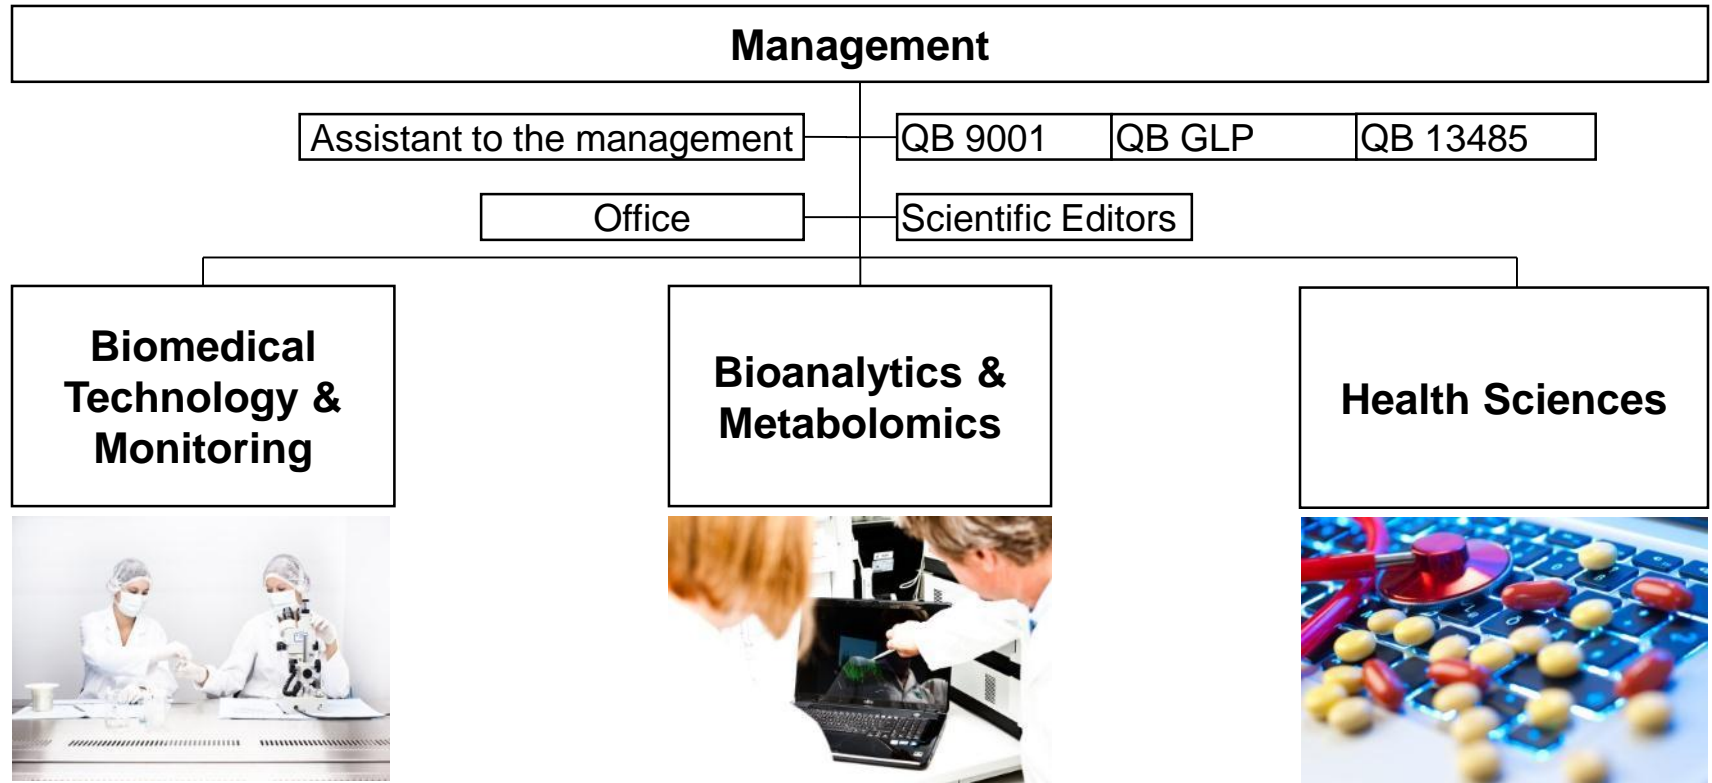 Management
Assistant to the management
QB 9001
QB GLP
QB 13485
Office
Scientific Editors
Biomedical
Technology &
Monitoring
Bioanalytics &
Metabolomics
Health Sciences